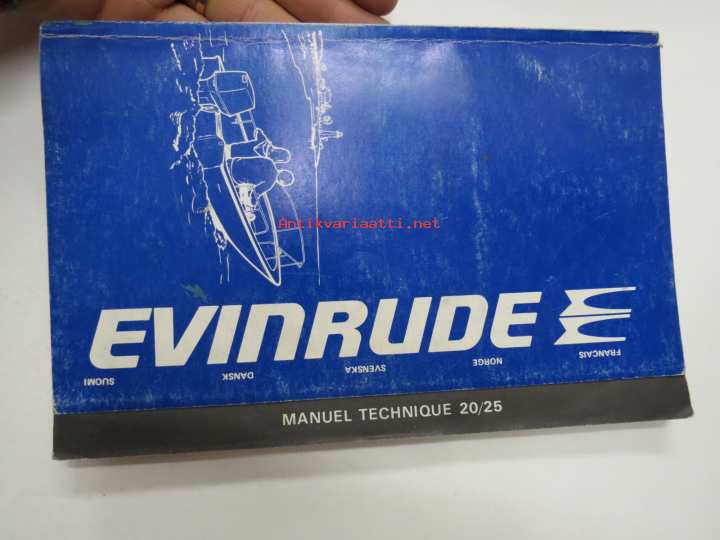 Antikvariaatti.net
EVINRUDE
SUOMI DANSK SVENSKA NORGE FRANCAIS
MANUEL TECHNIQUE 20/25